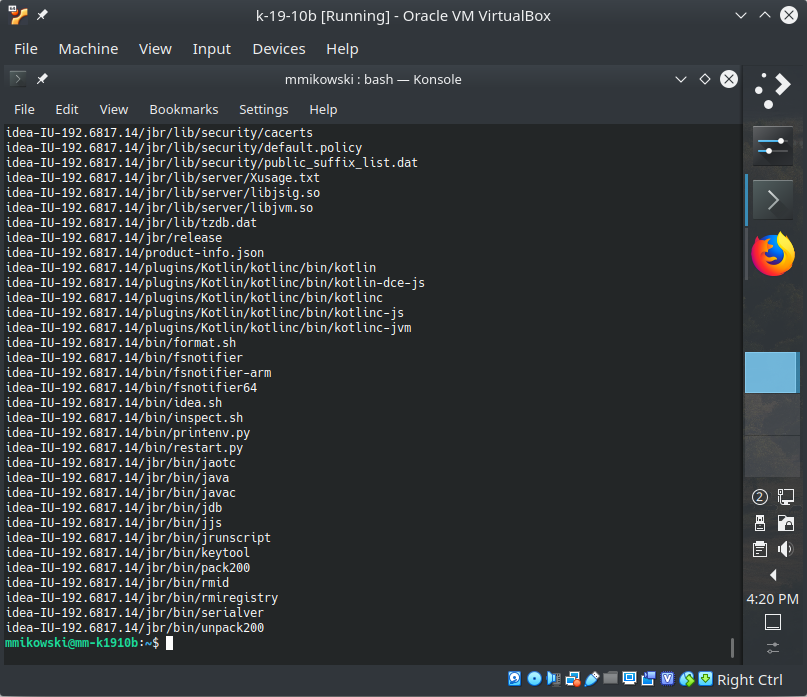 k-19-10b [Running] - Oracle VM VirtualBox
File Machine View Input Devices Help
mmikowski : bash — Konsole
File Edit View Bookmarks Settings Help
idea-IU-192.6817.14/jbr/lib/security/cacerts
idea-IU-192.6817.14/jbr/lib/security/default.policy
idea-IU-192.6817.14/jbr/lib/security/public_suffix_list.dat
idea-IU-192.6817.14/jbr/lib/server/Xusage.txt
idea-IU-192.6817.14/jbr/lib/server/libjsig.so
idea-IU-192.6817.14/jbr/lib/server/libjvm.so
idea-IU-192.6817.14/jbr/lib/tzdb.dat
idea-IU-192.6817.14/jbr/release
idea-IU-192.6817.14/product-info.json
idea-IU-192.6817.14/plugins/Kotlin/kotlinc/bin/kotlin
idea-IU-192.6817.14/plugins/Kotlin/kotlinc/bin/kotlin-dce-js
idea-IU-192.6817.14/plugins/Kotlin/kotlinc/bin/kotlinc
idea-IU-192.6817.14/plugins/Kotlin/kotlinc/bin/kotlinc-js
idea-IU-192.6817.14/plugins/Kotlin/kotlinc/bin/kotlinc-jvm
idea-IU-192.6817.14/bin/format.sh
idea-IU-192.6817.14/bin/fsnotifier
idea-IU-192.6817.14/bin/fsnotifier-arm
idea-IU-192.6817.14/bin/fsnotifier64
idea-IU-192.6817.14/bin/idea.sh
idea-IU-192.6817.14/bin/inspect.sh
idea-IU-192.6817.14/bin/printenv.py
idea-IU-192.6817.14/bin/restart.py
idea-IU-192.6817.14/jbr/bin/jaotc
idea-IU-192.6817.14/jbr/bin/java
idea-IU-192.6817.14/jbr/bin/javac
idea-IU-192.6817.14/jbr/bin/jdb
idea-IU-192.6817.14/jbr/bin/jjs
idea-IU-192.6817.14/jbr/bin/jrunscript
idea-IU-192.6817.14/jbr/bin/keytool
idea-IU-192.6817.14/jbr/bin/pack200
idea-IU-192.6817.14/jbr/bin/rmid
idea-IU-192.6817.14/jbr/bin/rmiregistry
idea-IU-192.6817.14/jbr/bin/serialver
idea-IU-192.6817.14/jbr/bin/unpack200
mmikowski@mm-k1910b:~$
2
4:20 PM
Right Ctrl